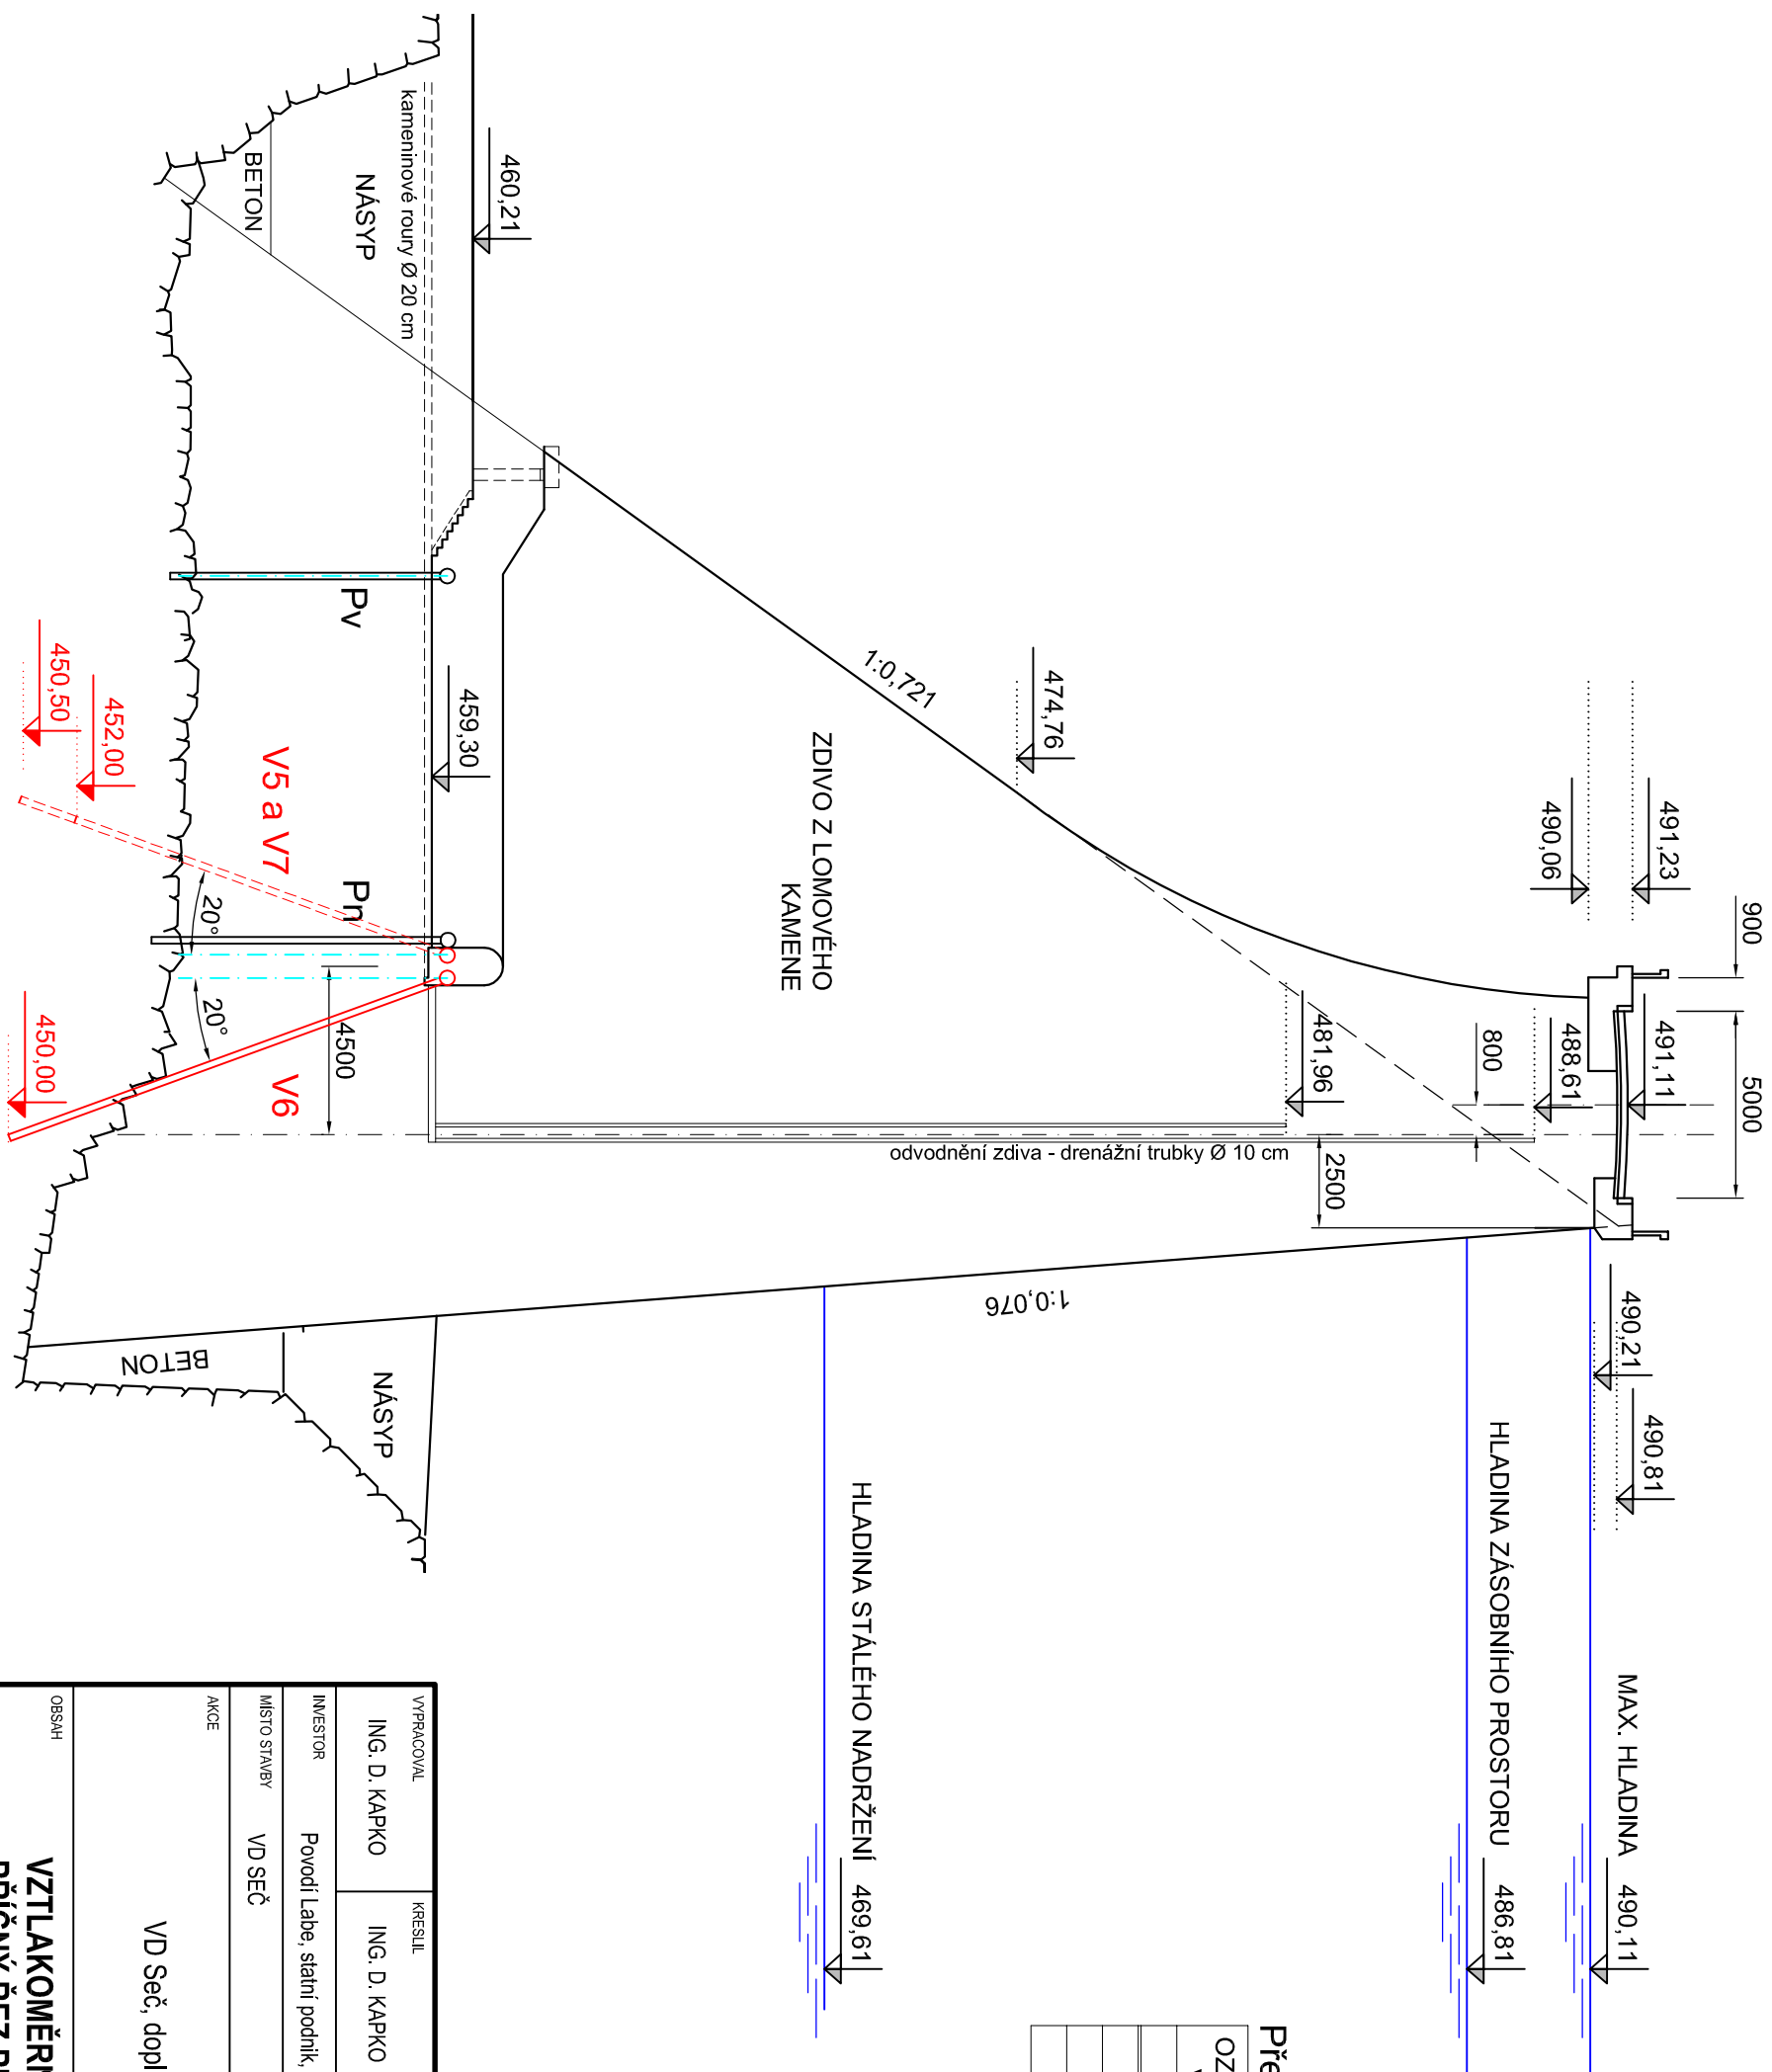 900
5000
491,23
490,06
491,11
800
488,61
481,96
474,76
1:0,721
ZDIVO Z LOMOVÉHO
KAMENE
odvodnění zdiva - drenážní trubky Ø 10 cm
2500
490,21
490,81
MAX. HLADINA 490,11
HLADINA ZÁSOBNÍHO PROSTORU 486,81
HLADINA STÁLÉHO NADRŽENÍ 469,61
1:0,076
460,21
kameninové roury Ø 20 cm
NÁSYP
BETON
459,30
Pv
Pn
V5 a V7
V6
20°
20°
4500
450,50
452,00
450,00
NÁSYP
BETON
Pře
OZ
VYPRACOVAL
ING. D. KAPKO
KRESLIL
ING. D. KAPKO
INVESTOR
Povodí Labe, statní podnik,
MÍSTO STAVBY
VD SEČ
AKCE
VD Seč, dopl
OBSAH